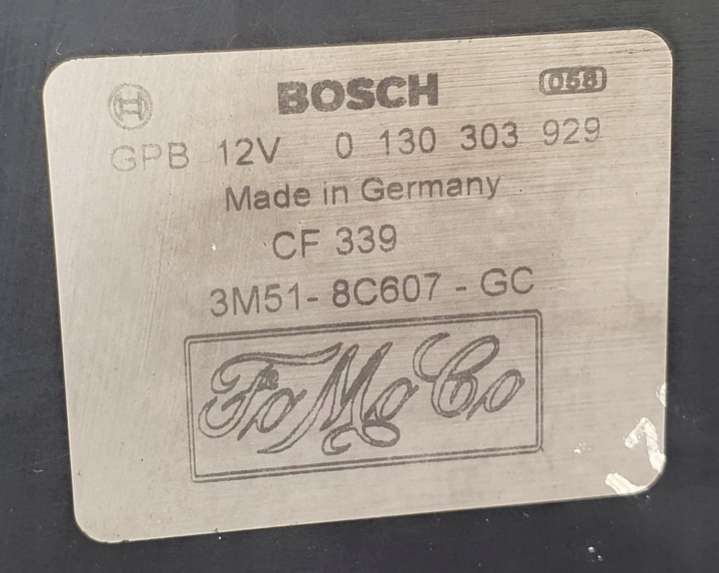 BOSCH 058
GPB 12V 0 130 303 929
Made in Germany
CF 339
3M51- 8C607 - GC
FoMoCo